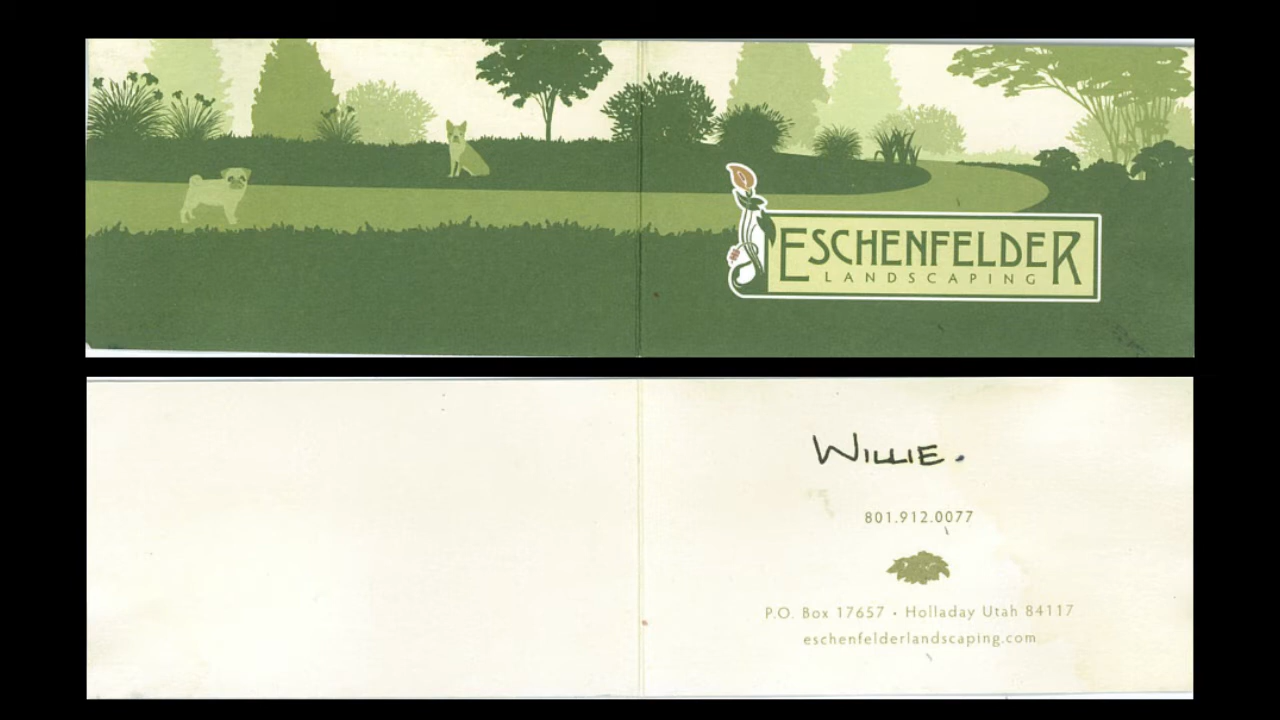 ESCHENFELDER
LANDSCAPING
WILLIE.
801.912.0077
P.O. Box 17657 • Holladay Utah 84117
eschenfelderlandscaping.com